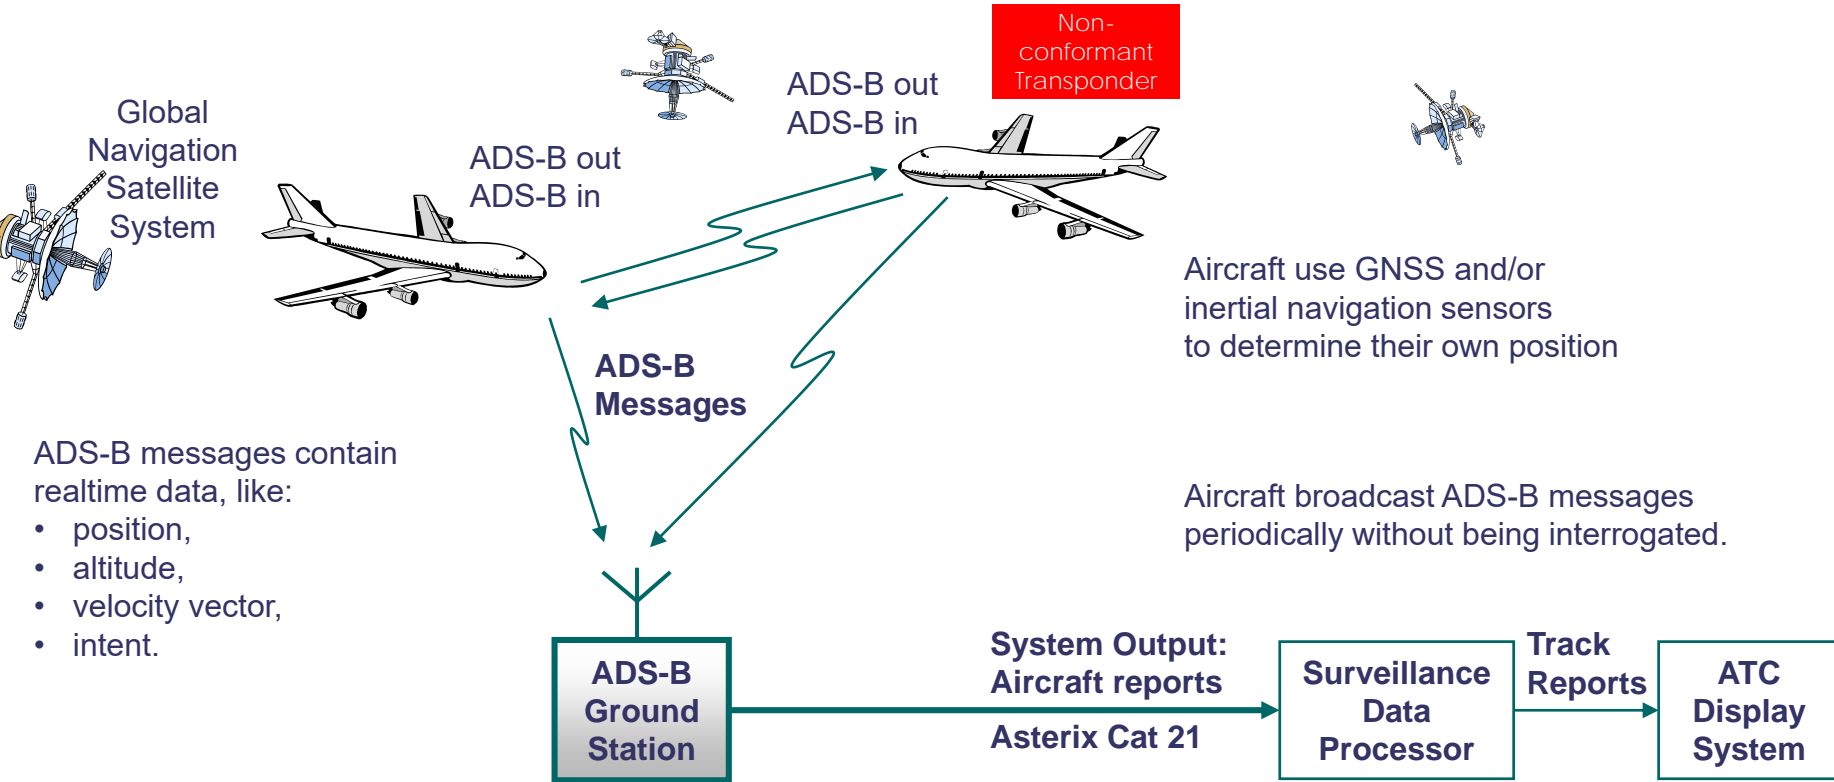 Non-
conformant
Transponder
ADS-B out
ADS-B in
Global
Navigation
Satellite
System
ADS-B out
ADS-B in
Aircraft use GNSS and/or
inertial navigation sensors
to determine their own position
ADS-B
Messages
ADS-B messages contain
realtime data, like:
• position,
• altitude,
• velocity vector,
• intent.
Aircraft broadcast ADS-B messages
periodically without being interrogated.
ADS-B
Ground
Station
System Output:
Aircraft reports
Asterix Cat 21
Surveillance
Data
Processor
Track
Reports
ATC
Display
System